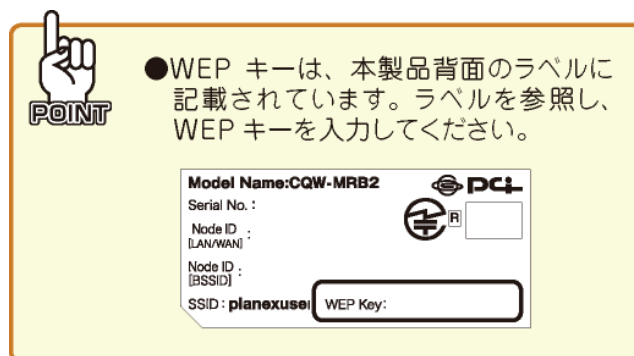 POINT
●WEP キーは、本製品背面のラベルに
記載されています。ラベルを参照し、
WEP キーを入力してください。
Model Name:CQW-MRB2
PCi
Serial No. :
R
Node ID :
[LAN/WAN]
Node ID :
[BSSID]
SSID : planexuse
WEP Key: